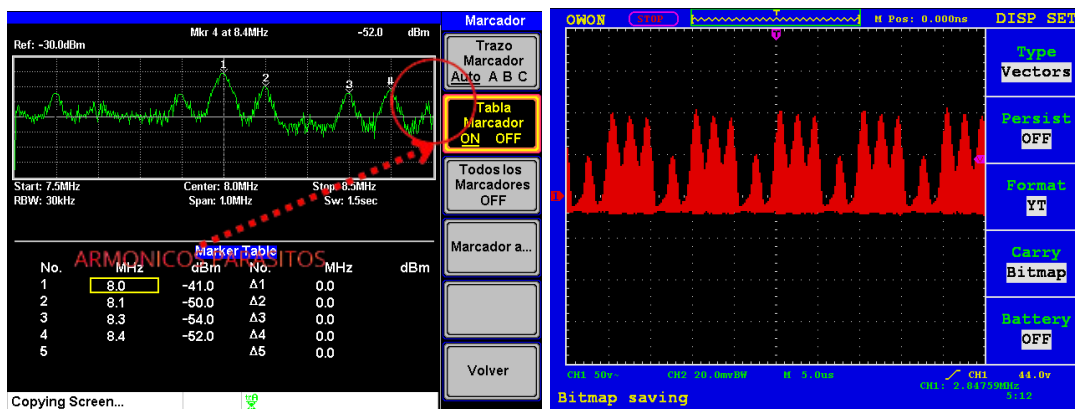 Marcador
Mkr 4 at 8.4MHz -52.0 dBm
Ref: -30.0dBm
1 2 3 4
Start: 7.5MHz Center: 8.0MHz Stop: 8.5MHz
RBW: 30kHz Span: 1.0MHz Sw: 1.5sec
Marker Table
ARMONICOS PARASITOS
No. MHz dBm No. MHz dBm
1 8.0 -41.0 Δ1 0.0
2 8.1 -50.0 Δ2 0.0
3 8.3 -54.0 Δ3 0.0
4 8.4 -52.0 Δ4 0.0
5 Δ5 0.0
Copying Screen...
Trazo
Marcador
Auto A B C
Tabla
Marcador
ON OFF
Todos los
Marcadores
OFF
Marcador a...
Volver
OWON STOP T M Pos: 0.000ns DISP SET
T
1
Type
Vectors
Persist
OFF
Format
YT
Carry
Bitmap
Battery
OFF
CH1 50v~ CH2 20.0mvBW M 5.0us CH1 44.0v
CH1: 2.84759MHz
5:12
Bitmap saving